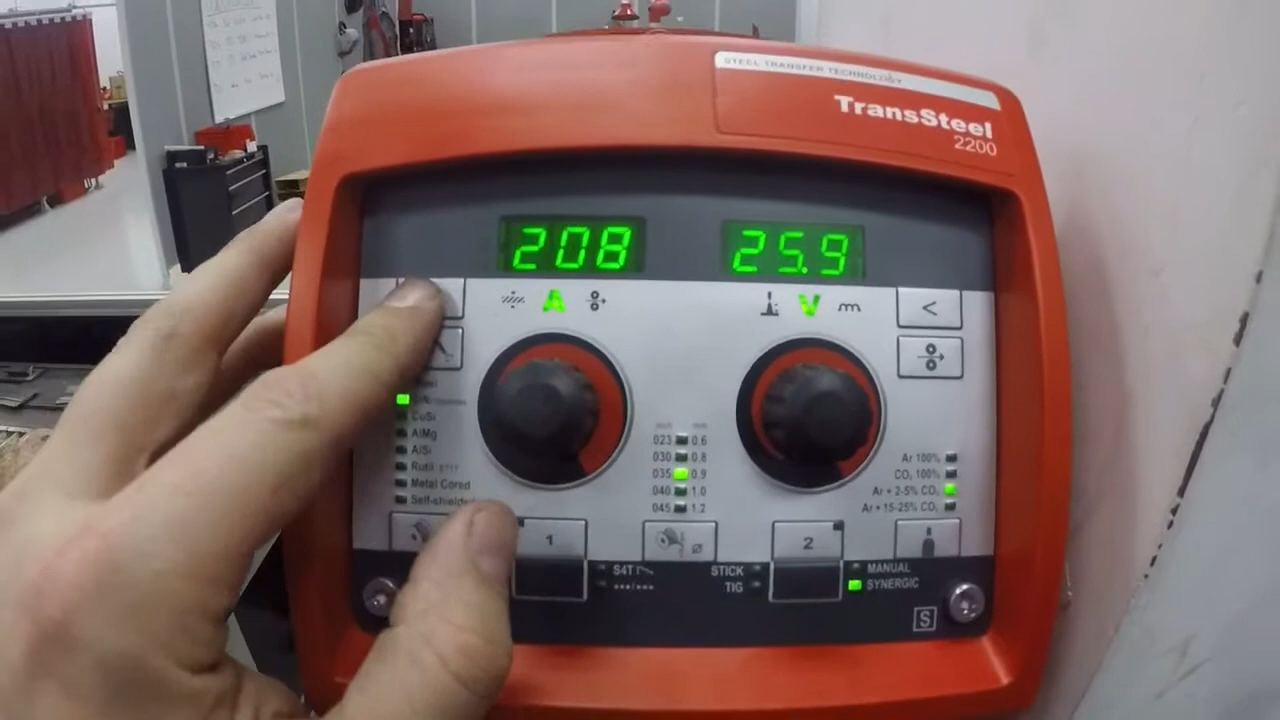 STEEL TRANSFER TECHNOLOGY
TransSteel
2200
208
25.9
A
V
<
CuSi
AlMg
AlSi
Rutil
Metal Cored
Self-shielded
023 0.6
030 0.8
035 0.9
040 1.0
045 1.2
Ar 100%
CO₂ 100%
Ar + 2-5% CO₂
Ar + 15-25% CO₂
1
Ø
2
S4T
STICK
TIG
MANUAL
SYNERGIC
S